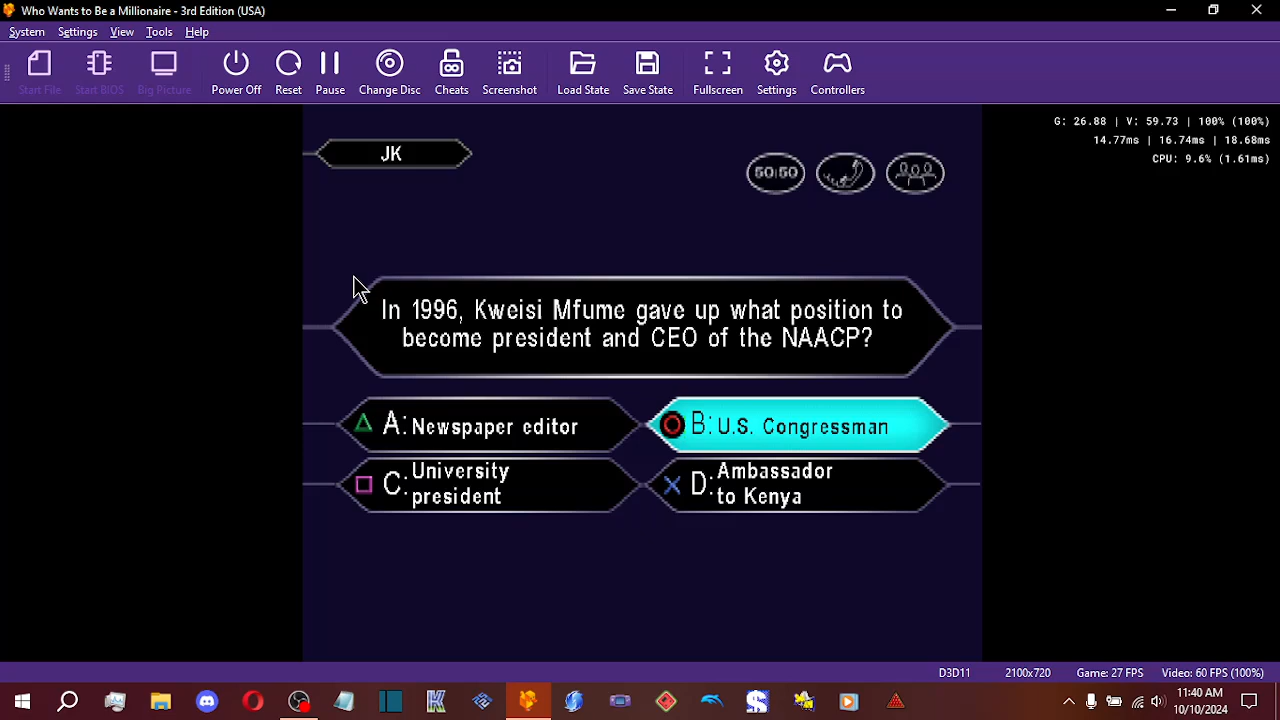 Who Wants to Be a Millionaire - 3rd Edition (USA)
System Settings View Tools Help
Start File Start BIOS Big Picture Power Off Reset Pause Change Disc Cheats Screenshot Load State Save State Fullscreen Settings Controllers
G: 26.88 | V: 59.73 | 100% (100%)
14.77ms | 16.74ms | 18.68ms
CPU: 9.6% (1.61ms)
JK
50:50
In 1996, Kweisi Mfume gave up what position to
become president and CEO of the NAACP?
A: Newspaper editor
B: U.S. Congressman
C: University
president
D: Ambassador
to Kenya
D3D11 2100x720 Game: 27 FPS Video: 60 FPS (100%)
11:40 AM
10/10/2024